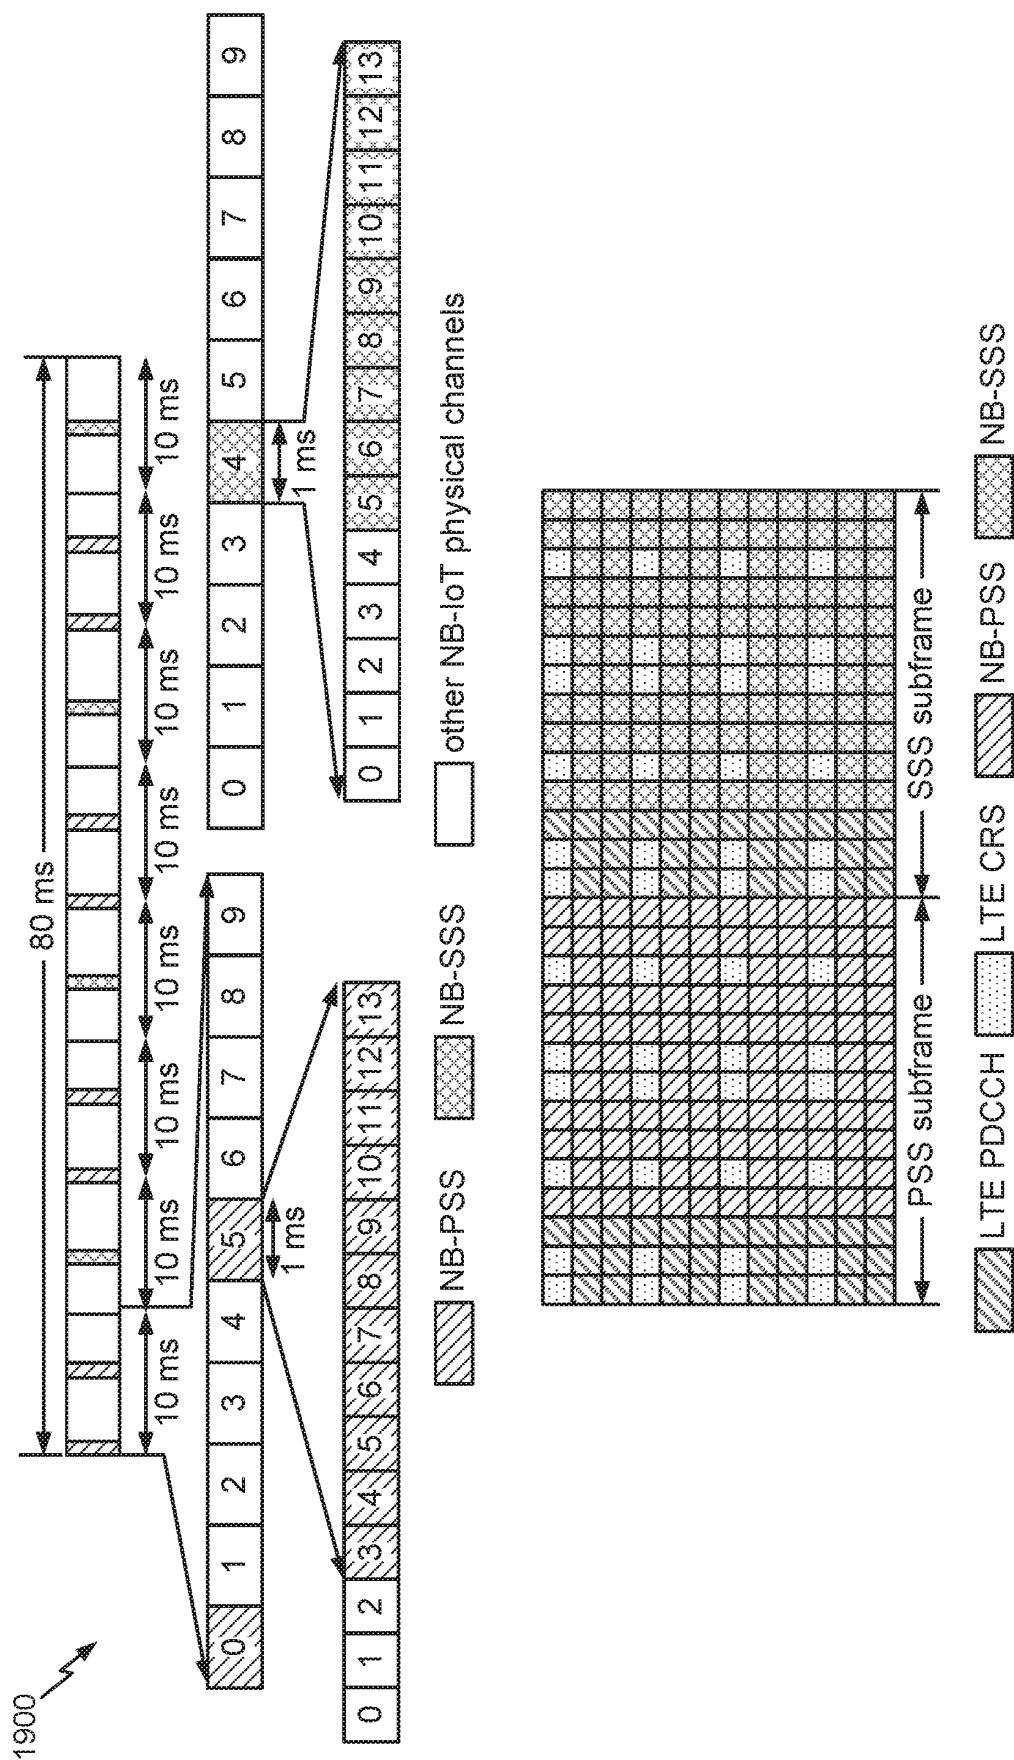 1900
80 ms
10 ms 10 ms 10 ms 10 ms 10 ms 10 ms 10 ms 10 ms
0 1 2 3 4 5 6 7 8 9
0 1 2 3 4 5 6 7 8 9
1 ms
1 ms
0 1 2 3 4 5 6 7 8 9 10 11 12 13
0 1 2 3 4 5 6 7 8 9 10 11 12 13
NB-PSS NB-SSS other NB-IoT physical channels
PSS subframe SSS subframe
LTE PDCCH LTE CRS NB-PSS NB-SSS